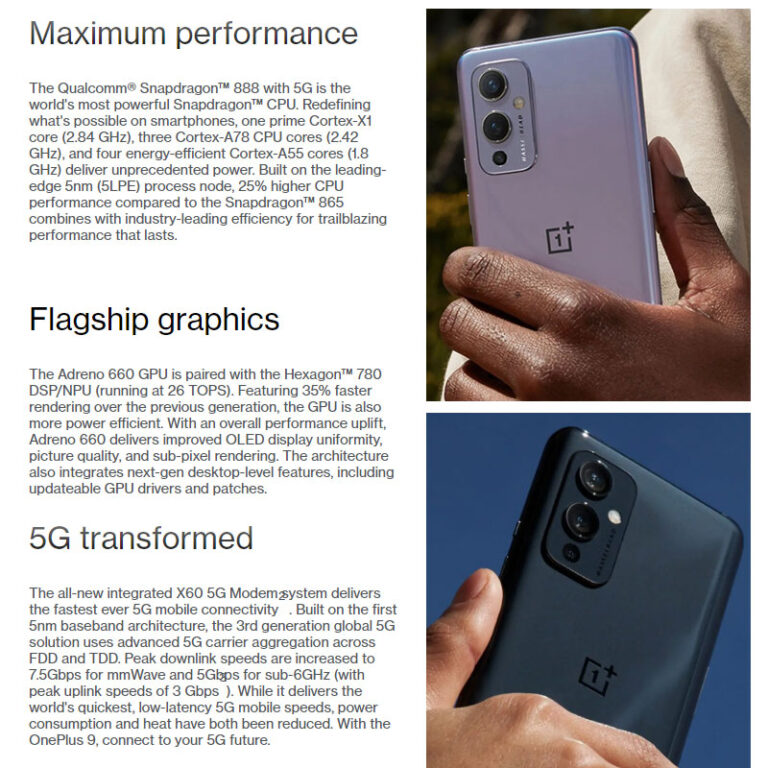 Maximum performance
The Qualcomm® Snapdragon™ 888 with 5G is the
world's most powerful Snapdragon™ CPU. Redefining
what's possible on smartphones, one prime Cortex-X1
core (2.84 GHz), three Cortex-A78 CPU cores (2.42
GHz), and four energy-efficient Cortex-A55 cores (1.8
GHz) deliver unprecedented power. Built on the leading-
edge 5nm (5LPE) process node, 25% higher CPU
performance compared to the Snapdragon™ 865
combines with industry-leading efficiency for trailblazing
performance that lasts.
Flagship graphics
The Adreno 660 GPU is paired with the Hexagon™ 780
DSP/NPU (running at 26 TOPS). Featuring 35% faster
rendering over the previous generation, the GPU is also
more power efficient. With an overall performance uplift,
Adreno 660 delivers improved OLED display uniformity,
picture quality, and sub-pixel rendering. The architecture
also integrates next-gen desktop-level features, including
updateable GPU drivers and patches.
5G transformed
The all-new integrated X60 5G Modem system delivers
the fastest ever 5G mobile connectivity 2. Built on the first
5nm baseband architecture, the 3rd generation global 5G
solution uses advanced 5G carrier aggregation across
FDD and TDD. Peak downlink speeds are increased to
7.5Gbps for mmWave and 5Gbps for sub-6GHz (with
peak uplink speeds of 3 Gbps 3). While it delivers the
world's quickest, low-latency 5G mobile speeds, power
consumption and heat have both been reduced. With the
OnePlus 9, connect to your 5G future.
HASSELBLAD
1+
HASSELBLAD
1+